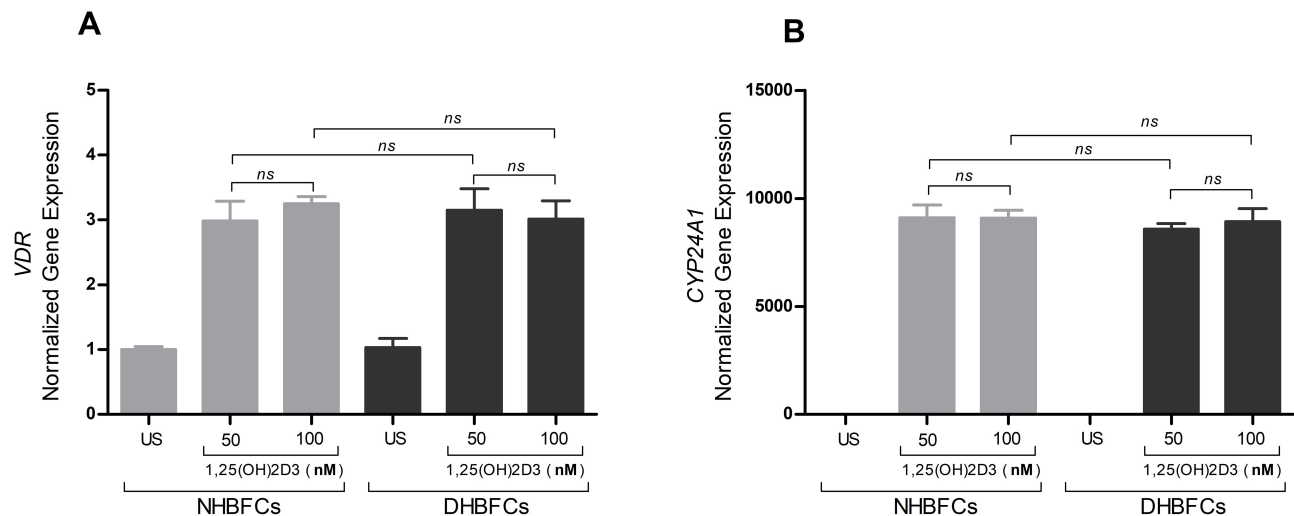 A
VDR
Normalized Gene Expression
5
4
3
2
1
0
ns
ns
ns
ns
US
50
100
US
50
100
1,25(OH)2D3 ( nM )
1,25(OH)2D3 ( nM )
NHBFCs
DHBFCs
B
CYP24A1
Normalized Gene Expression
15000
10000
5000
0
ns
ns
ns
ns
US
50
100
US
50
100
1,25(OH)2D3 ( nM )
1,25(OH)2D3 ( nM )
NHBFCs
DHBFCs